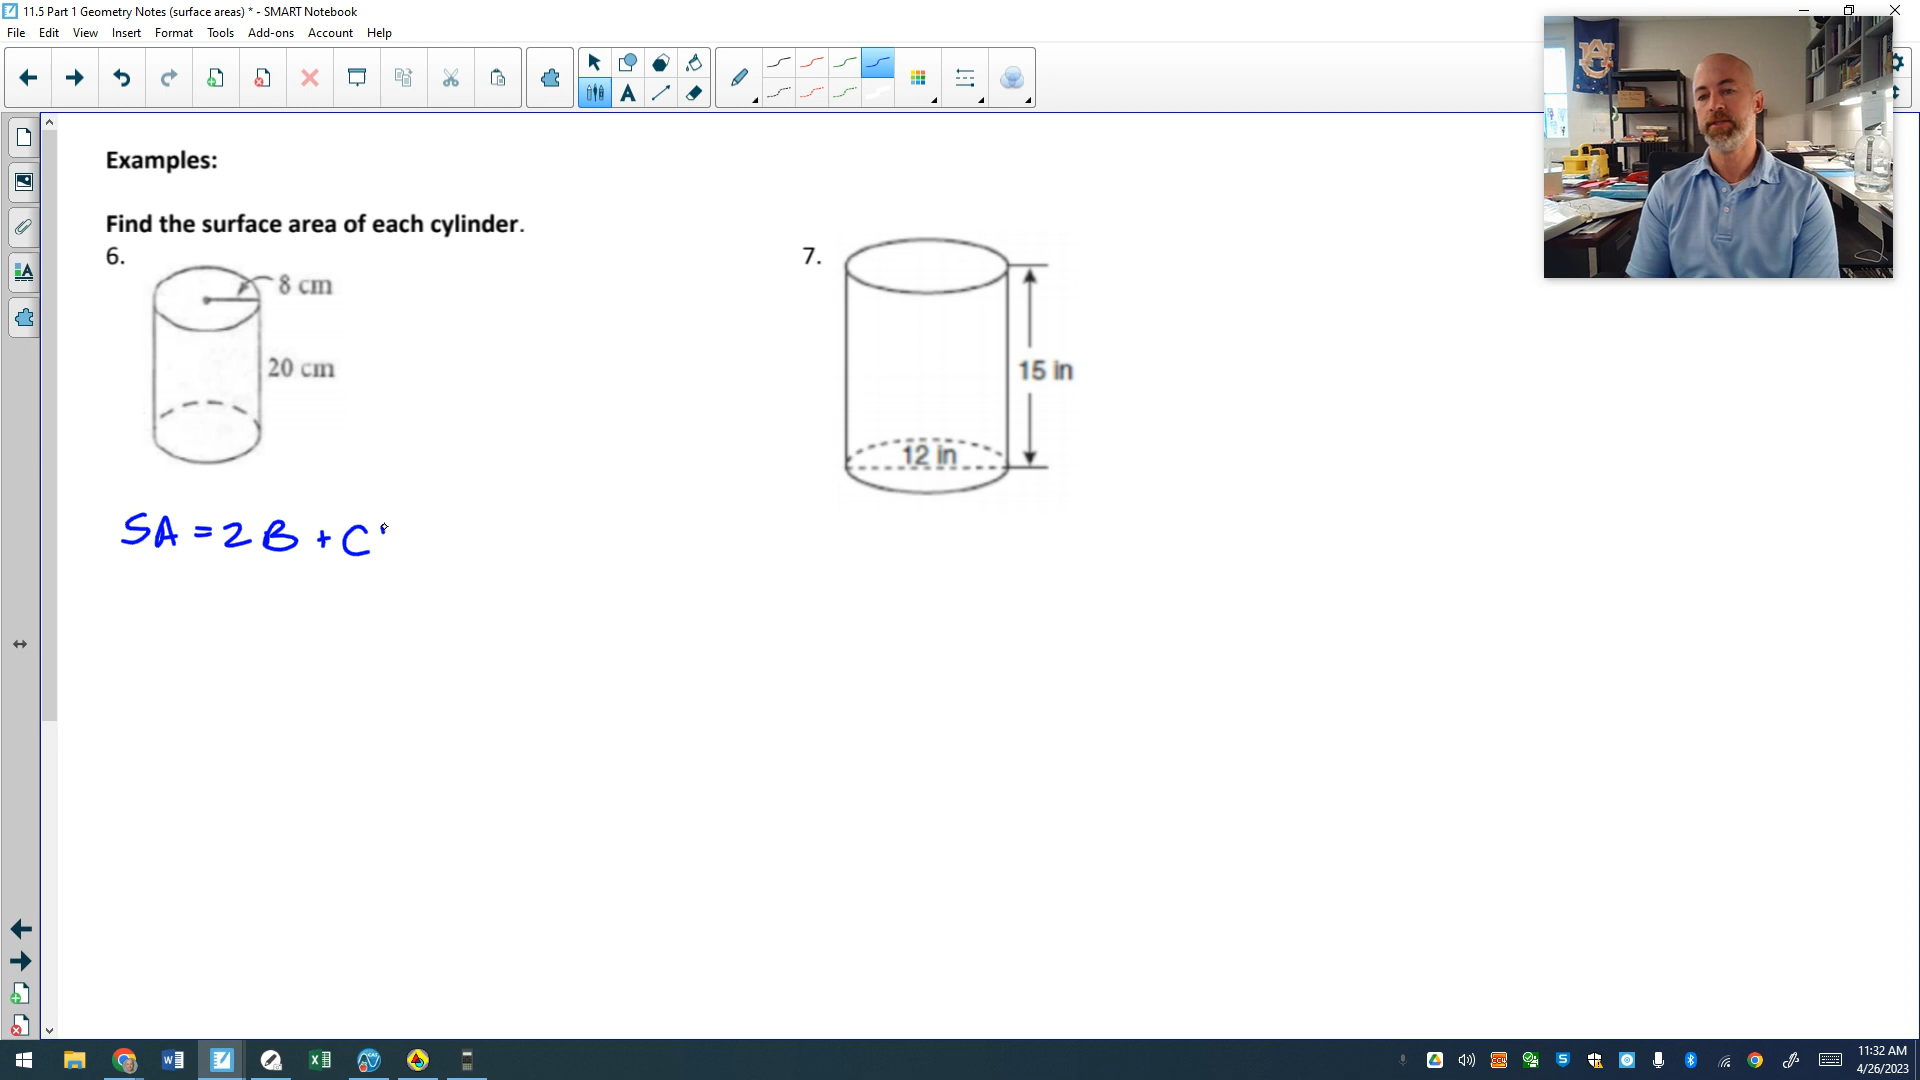 11.5 Part 1 Geometry Notes (surface areas) * - SMART Notebook
File Edit View Insert Format Tools Add-ons Account Help
Examples:
Find the surface area of each cylinder.
6.
8 cm
20 cm
7.
15 in
12 in
SA = 2B + C
11:32 AM
4/26/2023